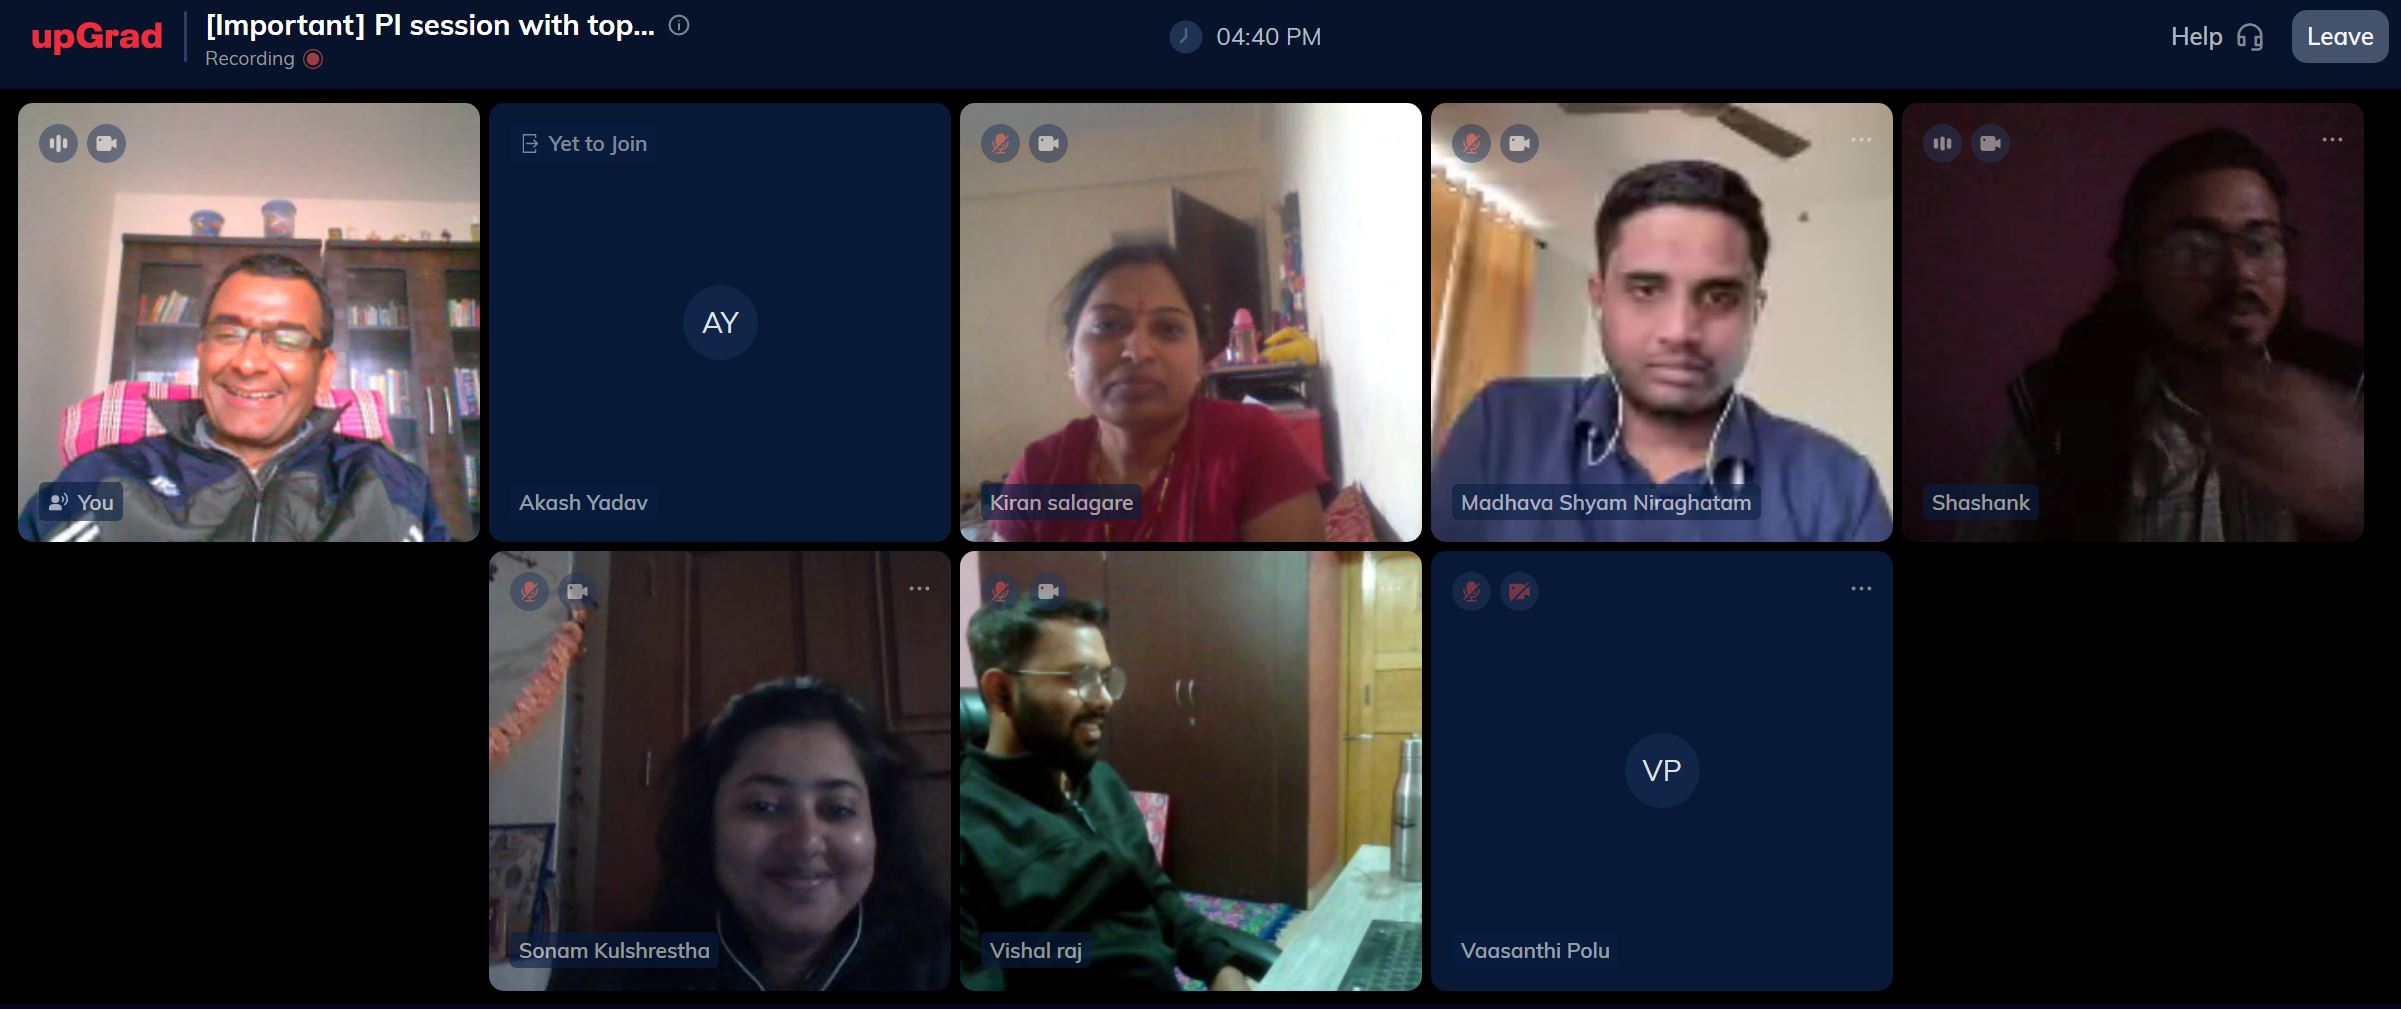 upGrad
[Important] PI session with top...
Recording
04:40 PM
Help
Leave
You
Yet to Join
AY
Akash Yadav
Kiran salagare
Madhava Shyam Niraghatam
Shashank
Sonam Kulshrestha
Vishal raj
VP
Vaasanthi Polu